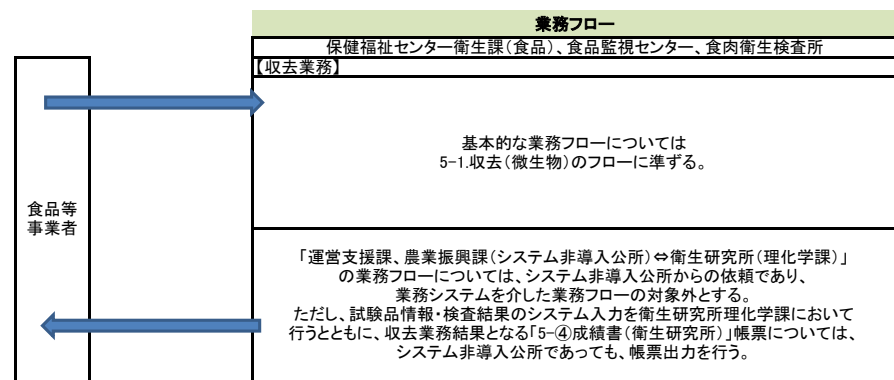 業務フロー
保健福祉センター衛生課(食品)、食品監視センター、食肉衛生検査所
【収去業務】
基本的な業務フローについては
5-1.収去(微生物)のフローに準ずる。
食品等
事業者
「運営支援課、農業振興課(システム非導入公所)⇔衛生研究所(理化学課)」
の業務フローについては、システム非導入公所からの依頼であり、
業務システムを介した業務フローの対象外とする。
ただし、試験品情報・検査結果のシステム入力を衛生研究所理化学課において
行うとともに、収去業務結果となる「5-④成績書(衛生研究所)」帳票については、
システム非導入公所であっても、帳票出力を行う。